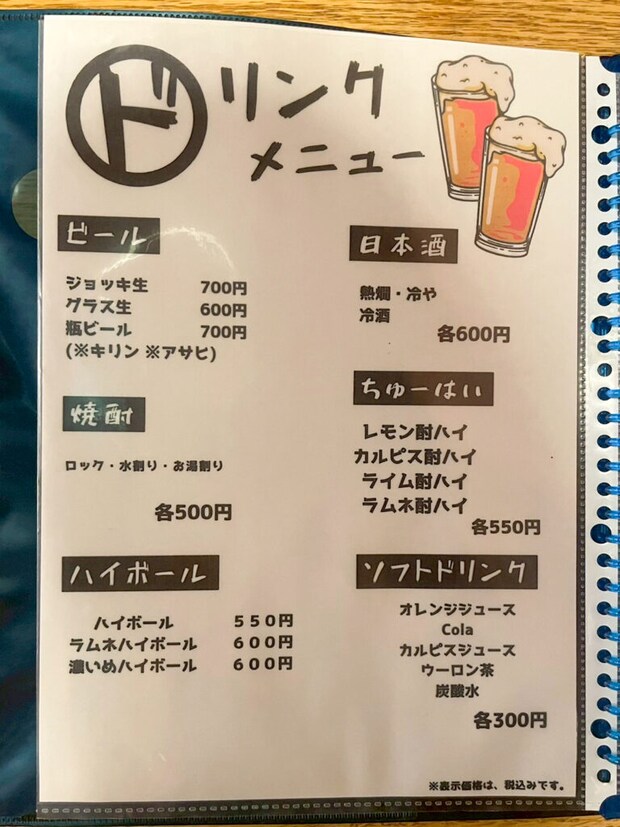 ドリンク
メニュー
ビール
ジョッキ生 700円
グラス生 600円
瓶ビール 700円
(※キリン ※アサヒ)
焼酎
ロック・水割り・お湯割り
各500円
ハイボール
ハイボール 550円
ラムネハイボール 600円
濃いめハイボール 600円
日本酒
熱燗・冷や
冷酒
各600円
ちゅーはい
レモン酎ハイ
カルピス酎ハイ
ライム酎ハイ
ラムネ酎ハイ
各550円
ソフトドリンク
オレンジジュース
Cola
カルピスジュース
ウーロン茶
炭酸水
各300円
※表示価格は、税込みです。